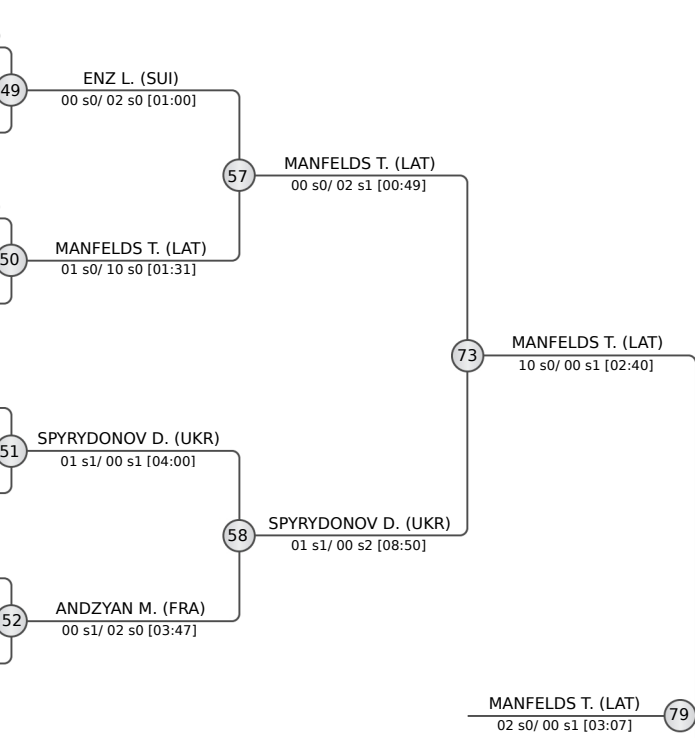 49
ENZ L. (SUI)
00 s0/ 02 s0 [01:00]
57
MANFELDS T. (LAT)
00 s0/ 02 s1 [00:49]
50
MANFELDS T. (LAT)
01 s0/ 10 s0 [01:31]
73
MANFELDS T. (LAT)
10 s0/ 00 s1 [02:40]
51
SPYRYDONOV D. (UKR)
01 s1/ 00 s1 [04:00]
58
SPYRYDONOV D. (UKR)
01 s1/ 00 s2 [08:50]
52
ANDZYAN M. (FRA)
00 s1/ 02 s0 [03:47]
MANFELDS T. (LAT)
02 s0/ 00 s1 [03:07]
79